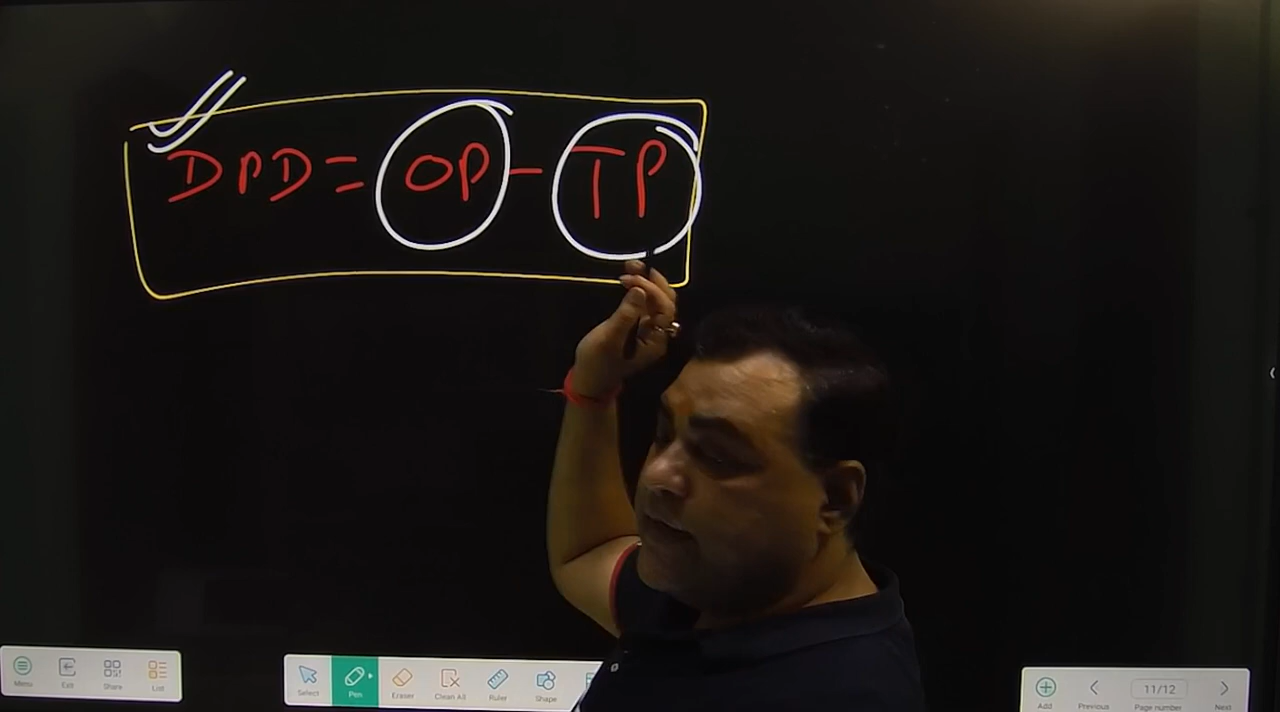 DPD = OP - TP
Menu Exit Share List Select Pen Eraser Clean All Ruler Shape Add Previous 11/12 Page number Next